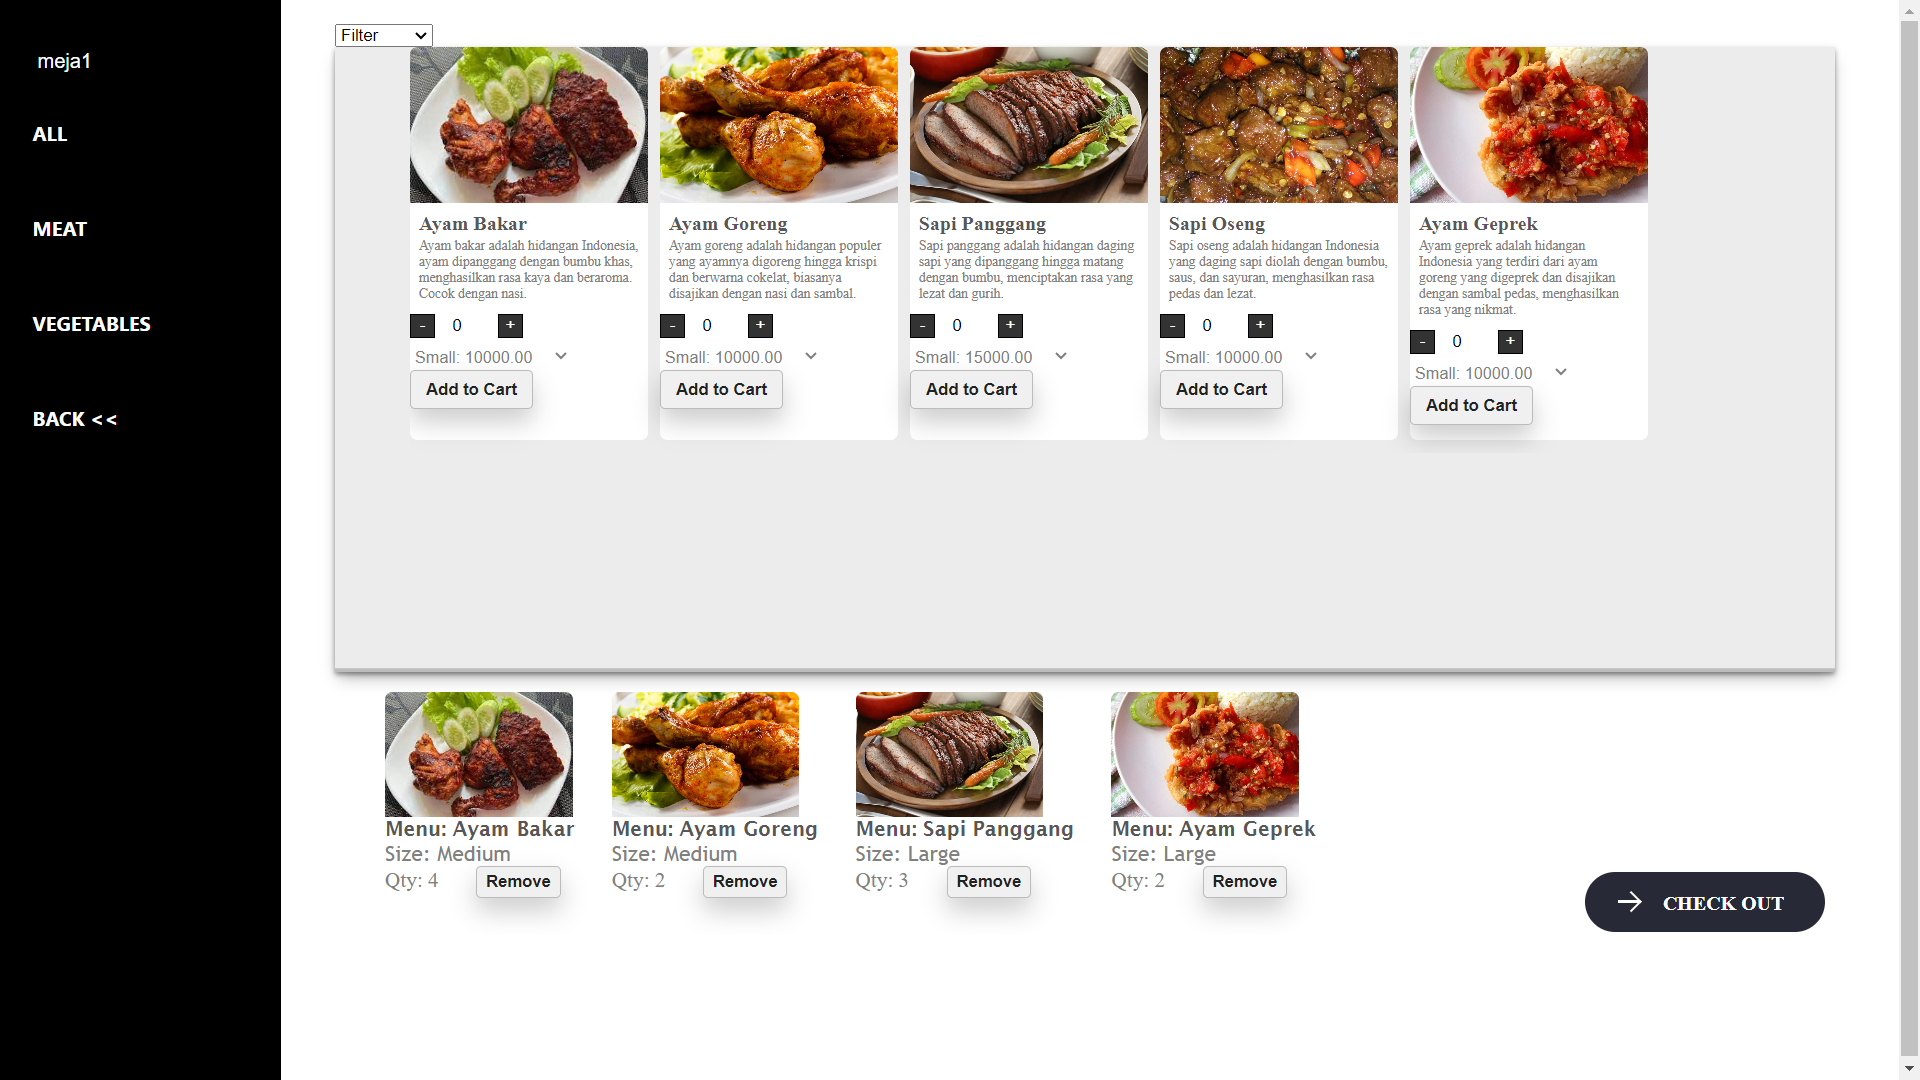 meja1
ALL
MEAT
VEGETABLES
BACK <<
Filter
Ayam Bakar
Ayam bakar adalah hidangan Indonesia,
ayam dipanggang dengan bumbu khas,
menghasilkan rasa kaya dan beraroma.
Cocok dengan nasi.
- 0 +
Small: 10000.00
Add to Cart
Ayam Goreng
Ayam goreng adalah hidangan populer
yang ayamnya digoreng hingga krispi
dan berwarna cokelat, biasanya
disajikan dengan nasi dan sambal.
- 0 +
Small: 10000.00
Add to Cart
Sapi Panggang
Sapi panggang adalah hidangan daging
sapi yang dipanggang hingga matang
dengan bumbu, menciptakan rasa yang
lezat dan gurih.
- 0 +
Small: 15000.00
Add to Cart
Sapi Oseng
Sapi oseng adalah hidangan Indonesia
yang daging sapi diolah dengan bumbu,
saus, dan sayuran, menghasilkan rasa
pedas dan lezat.
- 0 +
Small: 10000.00
Add to Cart
Ayam Geprek
Ayam geprek adalah hidangan
Indonesia yang terdiri dari ayam
goreng yang digeprek dan disajikan
dengan sambal pedas, menghasilkan
rasa yang nikmat.
- 0 +
Small: 10000.00
Add to Cart
Menu: Ayam Bakar
Size: Medium
Qty: 4 Remove
Menu: Ayam Goreng
Size: Medium
Qty: 2 Remove
Menu: Sapi Panggang
Size: Large
Qty: 3 Remove
Menu: Ayam Geprek
Size: Large
Qty: 2 Remove
CHECK OUT